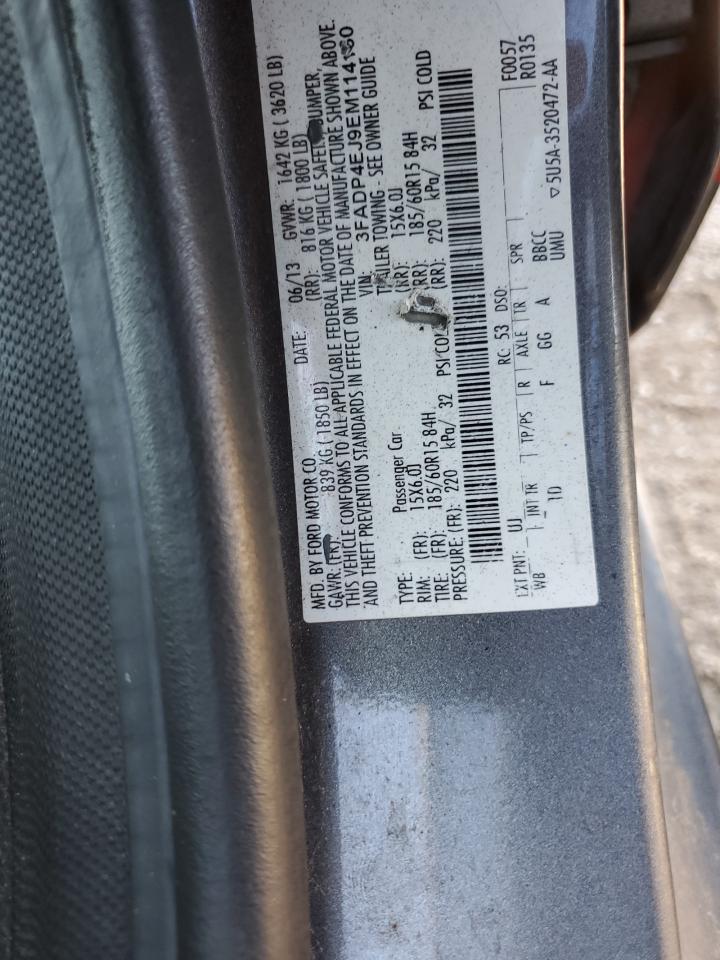 MFD. BY FORD MOTOR CO. DATE: 06/13 GVWR: 1642 KG ( 3620 LB)
GAWR: (FR): 839 KG ( 1850 LB) (RR): 816 KG ( 1800 LB)
THIS VEHICLE CONFORMS TO ALL APPLICABLE FEDERAL MOTOR VEHICLE SAFETY, BUMPER,
AND THEFT PREVENTION STANDARDS IN EFFECT ON THE DATE OF MANUFACTURE SHOWN ABOVE.
VIN: 3FADP4EJ9EM114160
TYPE: Passenger Car TRAILER TOWING - SEE OWNER GUIDE
RIM: (FR): 15X6.0J (RR): 15X6.0J
TIRE: (FR): 185/60R15 84H (RR): 185/60R15 84H
PRESSURE: (FR): 220 kPa/ 32 PSI COLD (RR): 220 kPa/ 32 PSI COLD
EXT PNT: UJ RC: 53 DSO: F0057
R0135
WB INT TR TP/PS R AXLE TR SPR
10 F GG A BBCC
UMU ▽ 5U5A-3520472-AA